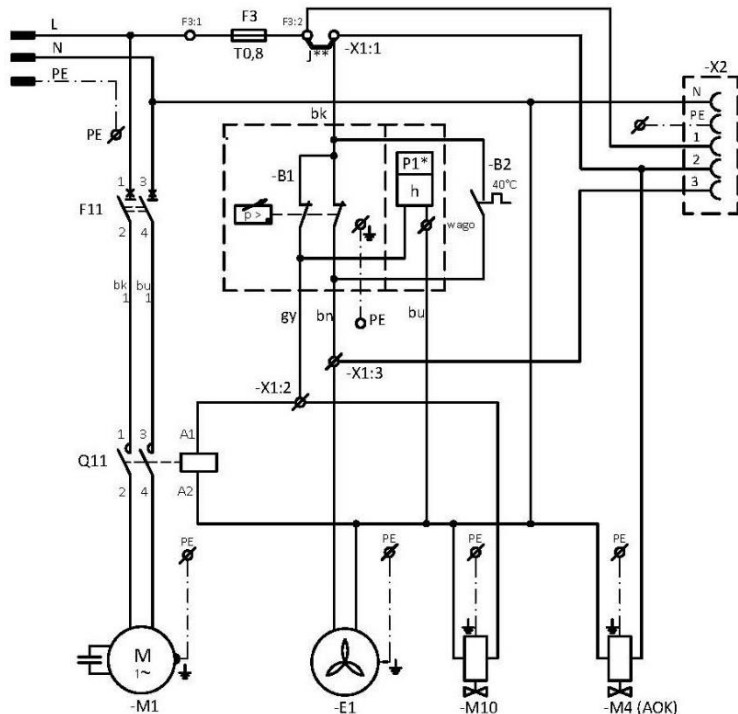 L
F3:1
F3
F3:2
T0,8
J**
-X1:1
N
PE
-X2
N
PE
1
2
3
PE
bk
-B1
P1*
h
-B2
40°C
p >
wago
1
3
F11
2
4
bk
1
bu
1
gy
bn
PE
bu
-X1:3
-X1:2
1
3
A1
Q11
2
4
A2
PE
PE
PE
PE
M
1~
-M1
-E1
-M10
-M4 (AOK)